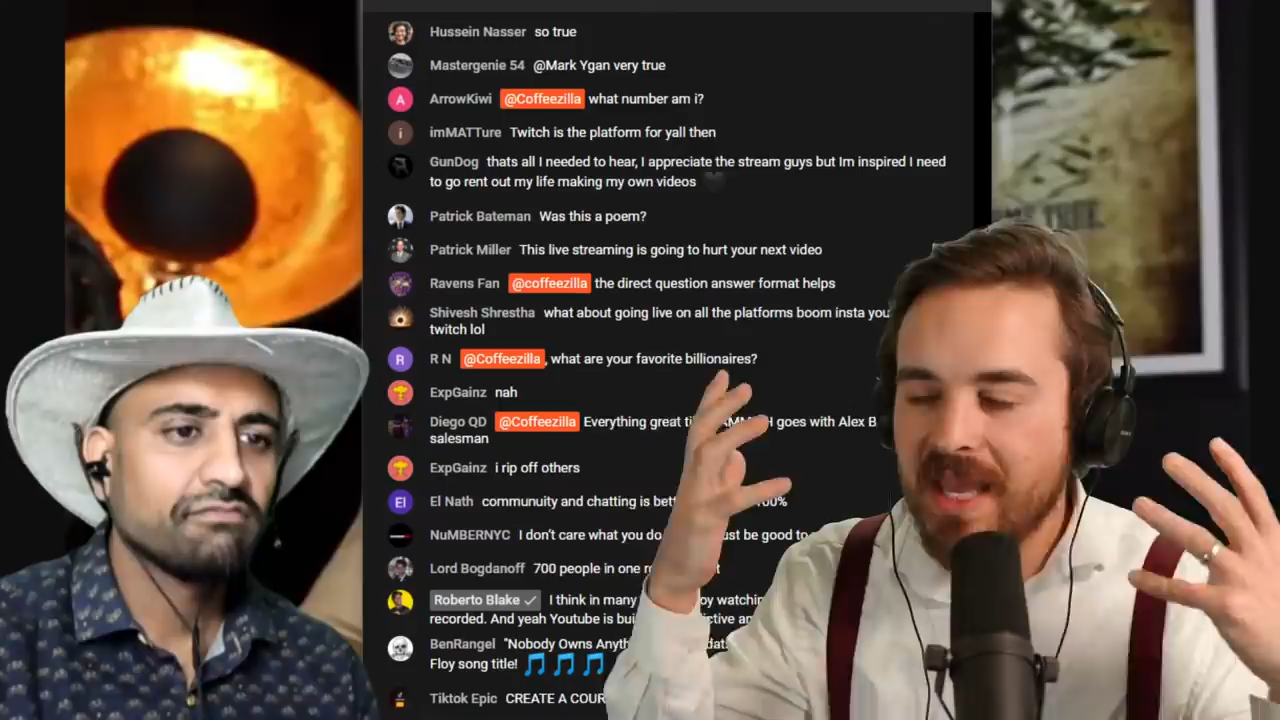 Hussein Nasser so true
Mastergenie 54 @Mark Ygan very true
A ArrowKiwi @Coffeezilla what number am i?
i imMATTure Twitch is the platform for yall then
GunDog thats all I needed to hear, I appreciate the stream guys but Im inspired I need
to go rent out my life making my own videos
Patrick Bateman Was this a poem?
Patrick Miller This live streaming is going to hurt your next video
Ravens Fan @coffeezilla the direct question answer format helps
Shivesh Shrestha what about going live on all the platforms boom insta you
twitch lol
R R N @Coffeezilla, what are your favorite billionaires?
ExpGainz nah
Diego QD @Coffeezilla Everything great goes with Alex B
salesman
ExpGainz i rip off others
El El Nath communuity and chatting is 100%
NuMBERNYC I don't care what you do ust be good to
Lord Bogdanoff 700 people in one
Roberto Blake ✓ I think in many watching
recorded. And yeah Youtube is
BenRangel "Nobody Owns
Floy song title! 🎵🎵🎵
Tiktok Epic CREATE A COUR
TREE